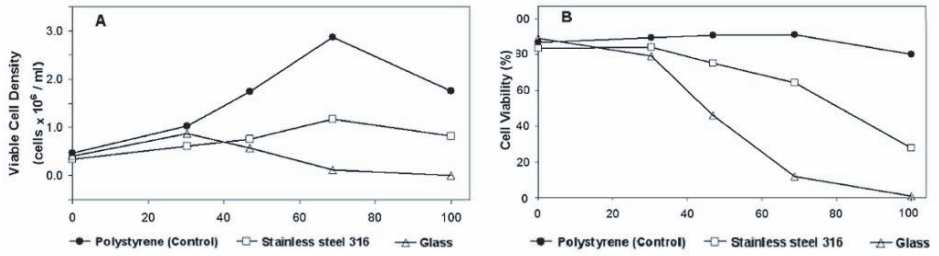 A
3.0
2.0
1.0
0.0
Viable Cell Density
(cells x 10⁶ / ml)
0 20 40 60 80 100
Polystyrene (Control) Stainless steel 316 Glass
B
00
80
60
40
20
0
Cell Viability (%)
0 20 40 60 80 100
Polystyrene (Control) Stainless steel 316 Glass